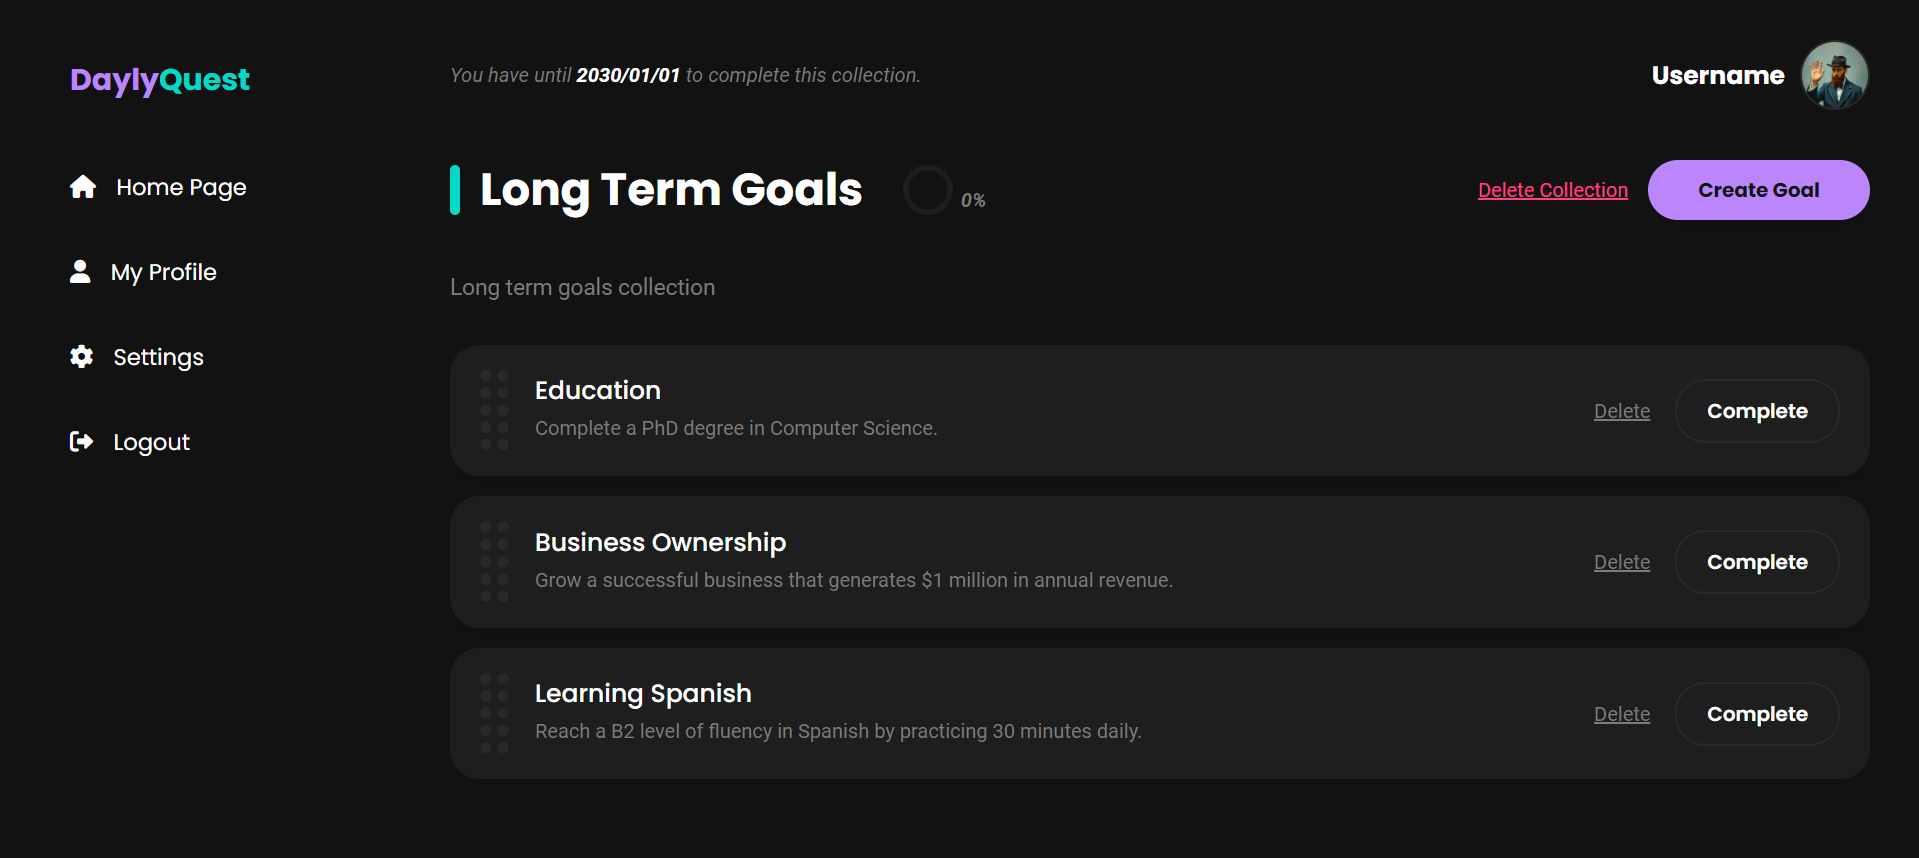 DaylyQuest
Home Page
My Profile
Settings
Logout
You have until 2030/01/01 to complete this collection.
Username
Long Term Goals
0%
Delete Collection
Create Goal
Long term goals collection
Education
Complete a PhD degree in Computer Science.
Delete
Complete
Business Ownership
Grow a successful business that generates $1 million in annual revenue.
Delete
Complete
Learning Spanish
Reach a B2 level of fluency in Spanish by practicing 30 minutes daily.
Delete
Complete